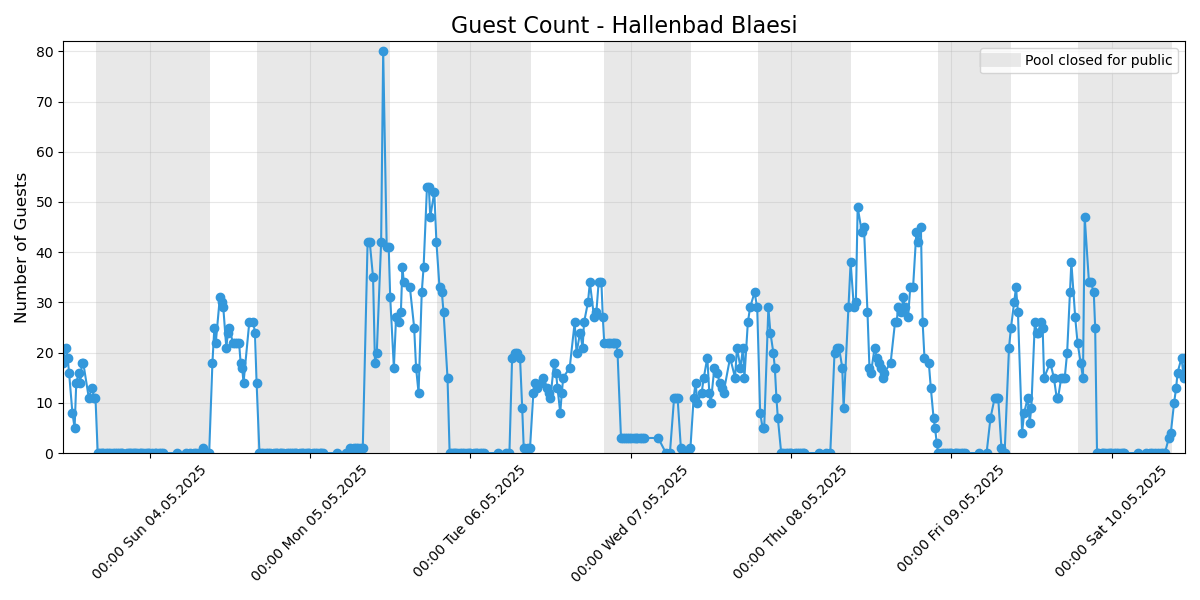 Guest Count - Hallenbad Blaesi
Pool closed for public
Number of Guests
80
70
60
50
40
30
20
10
0
00:00 Sun 04.05.2025
00:00 Mon 05.05.2025
00:00 Tue 06.05.2025
00:00 Wed 07.05.2025
00:00 Thu 08.05.2025
00:00 Fri 09.05.2025
00:00 Sat 10.05.2025